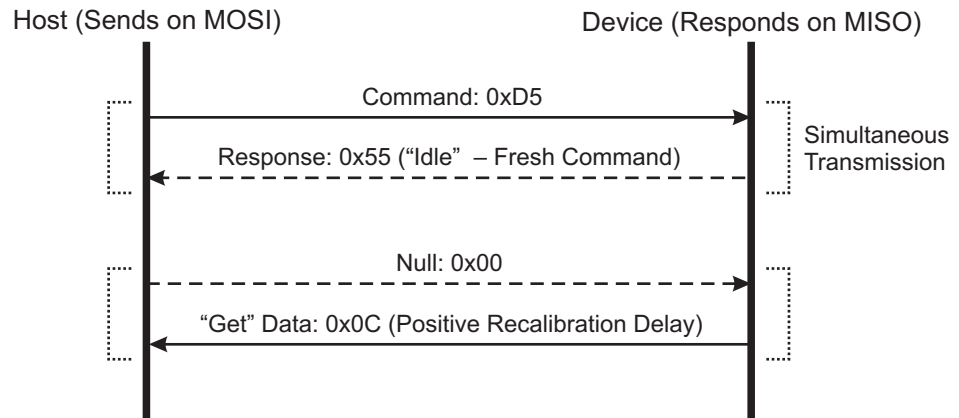 Host (Sends on MOSI)
Device (Responds on MISO)
Command: 0xD5
Response: 0x55 (“Idle” – Fresh Command)
Simultaneous
Transmission
Null: 0x00
“Get” Data: 0x0C (Positive Recalibration Delay)